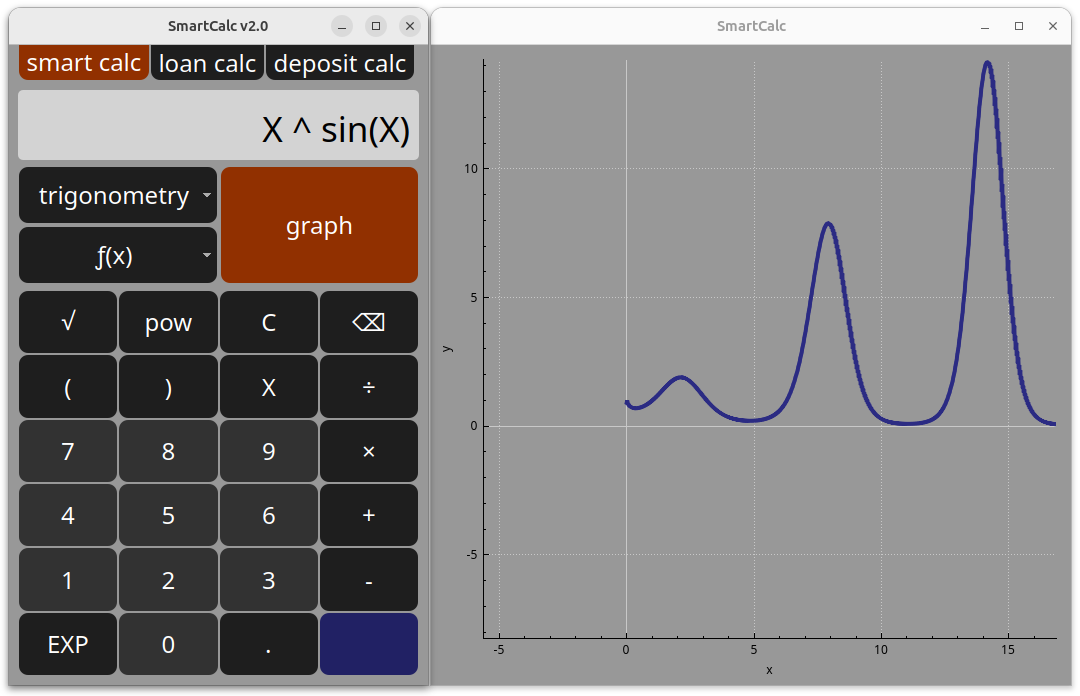 SmartCalc v2.0
smart calc loan calc deposit calc
X ^ sin(X)
trigonometry
graph
ƒ(x)
√ pow C ⌫
( ) X ÷
7 8 9 ×
4 5 6 +
1 2 3 -
EXP 0 .
SmartCalc
10
5
0
-5
y
-5 0 5 10 15
x